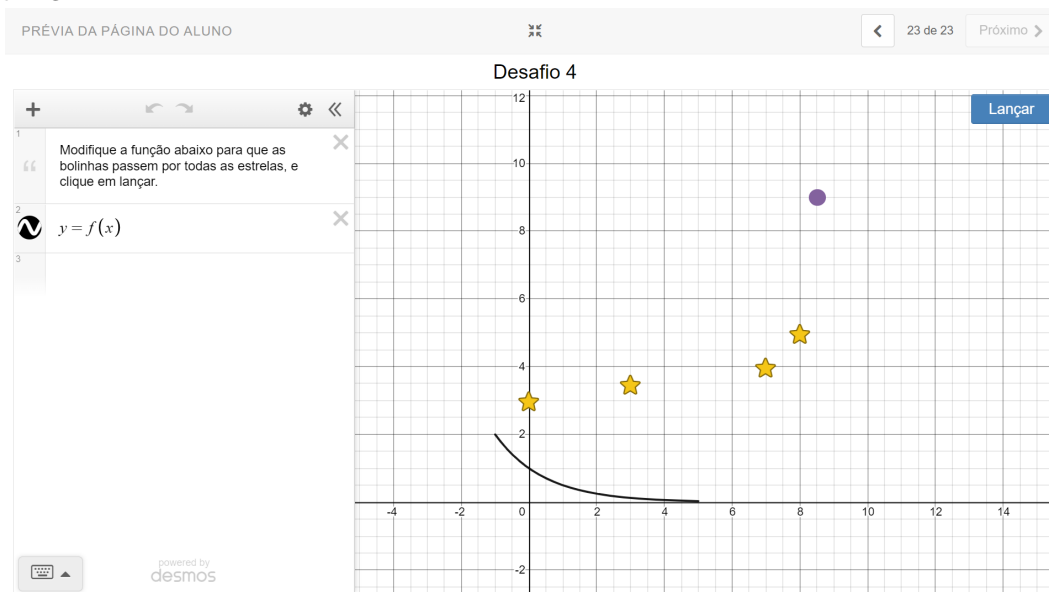 PRÉVIA DA PÁGINA DO ALUNO
23 de 23
Próximo
Desafio 4
Lançar
1
Modifique a função abaixo para que as
bolinhas passem por todas as estrelas, e
clique em lançar.
2
y = f(x)
3
powered by
desmos
12
10
8
6
4
2
-2
-4
-2
0
2
4
6
8
10
12
14